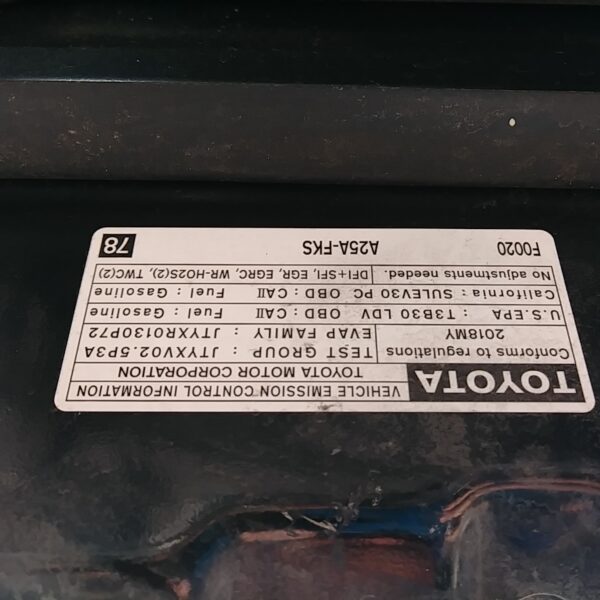 TOYOTA
VEHICLE EMISSION CONTROL INFORMATION
TOYOTA MOTOR CORPORATION
Conforms to regulations
2018MY
TEST GROUP : JTYXV02.5P3A
EVAP FAMILY : JTYXR0130P72
U.S.EPA : T3B30 LDV OBD : CAII Fuel : Gasoline
California : SULEV30 PC OBD : CAII Fuel : Gasoline
No adjustments needed. DFI+SFI, EGR, EGRC, WR-HO2S(2), TWC(2)
F0020 A25A-FKS 78